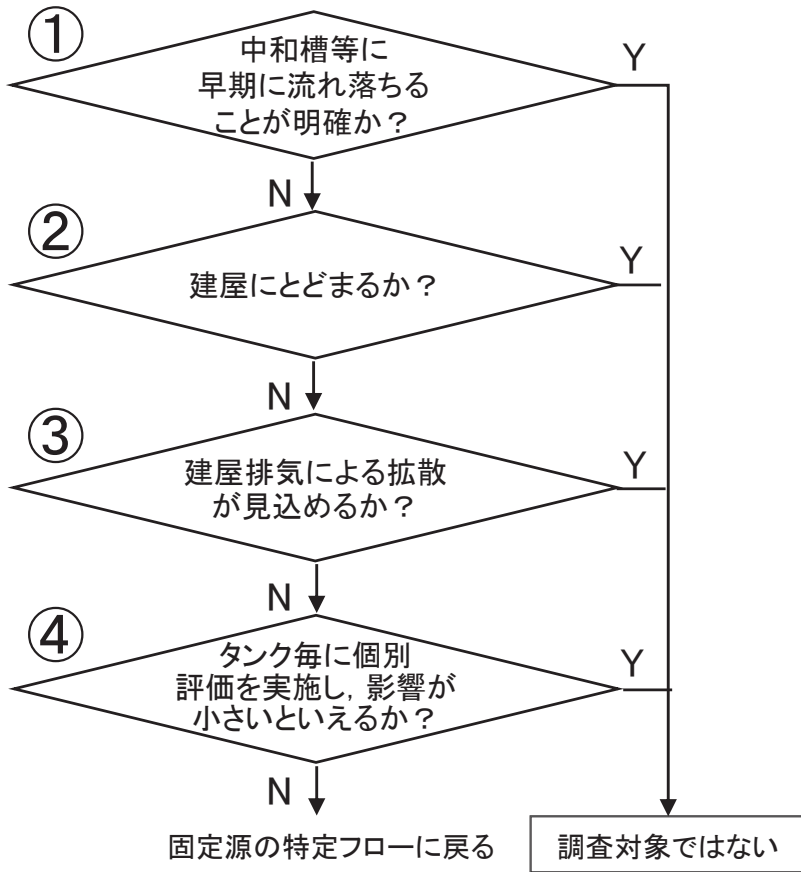 ①
中和槽等に
早期に流れ落ちる
ことが明確か？
Y
N
②
建屋にとどまるか？
Y
N
③
建屋排気による拡散
が見込めるか？
Y
N
④
タンク毎に個別
評価を実施し，影響が
小さいといえるか？
Y
N
固定源の特定フローに戻る
調査対象ではない